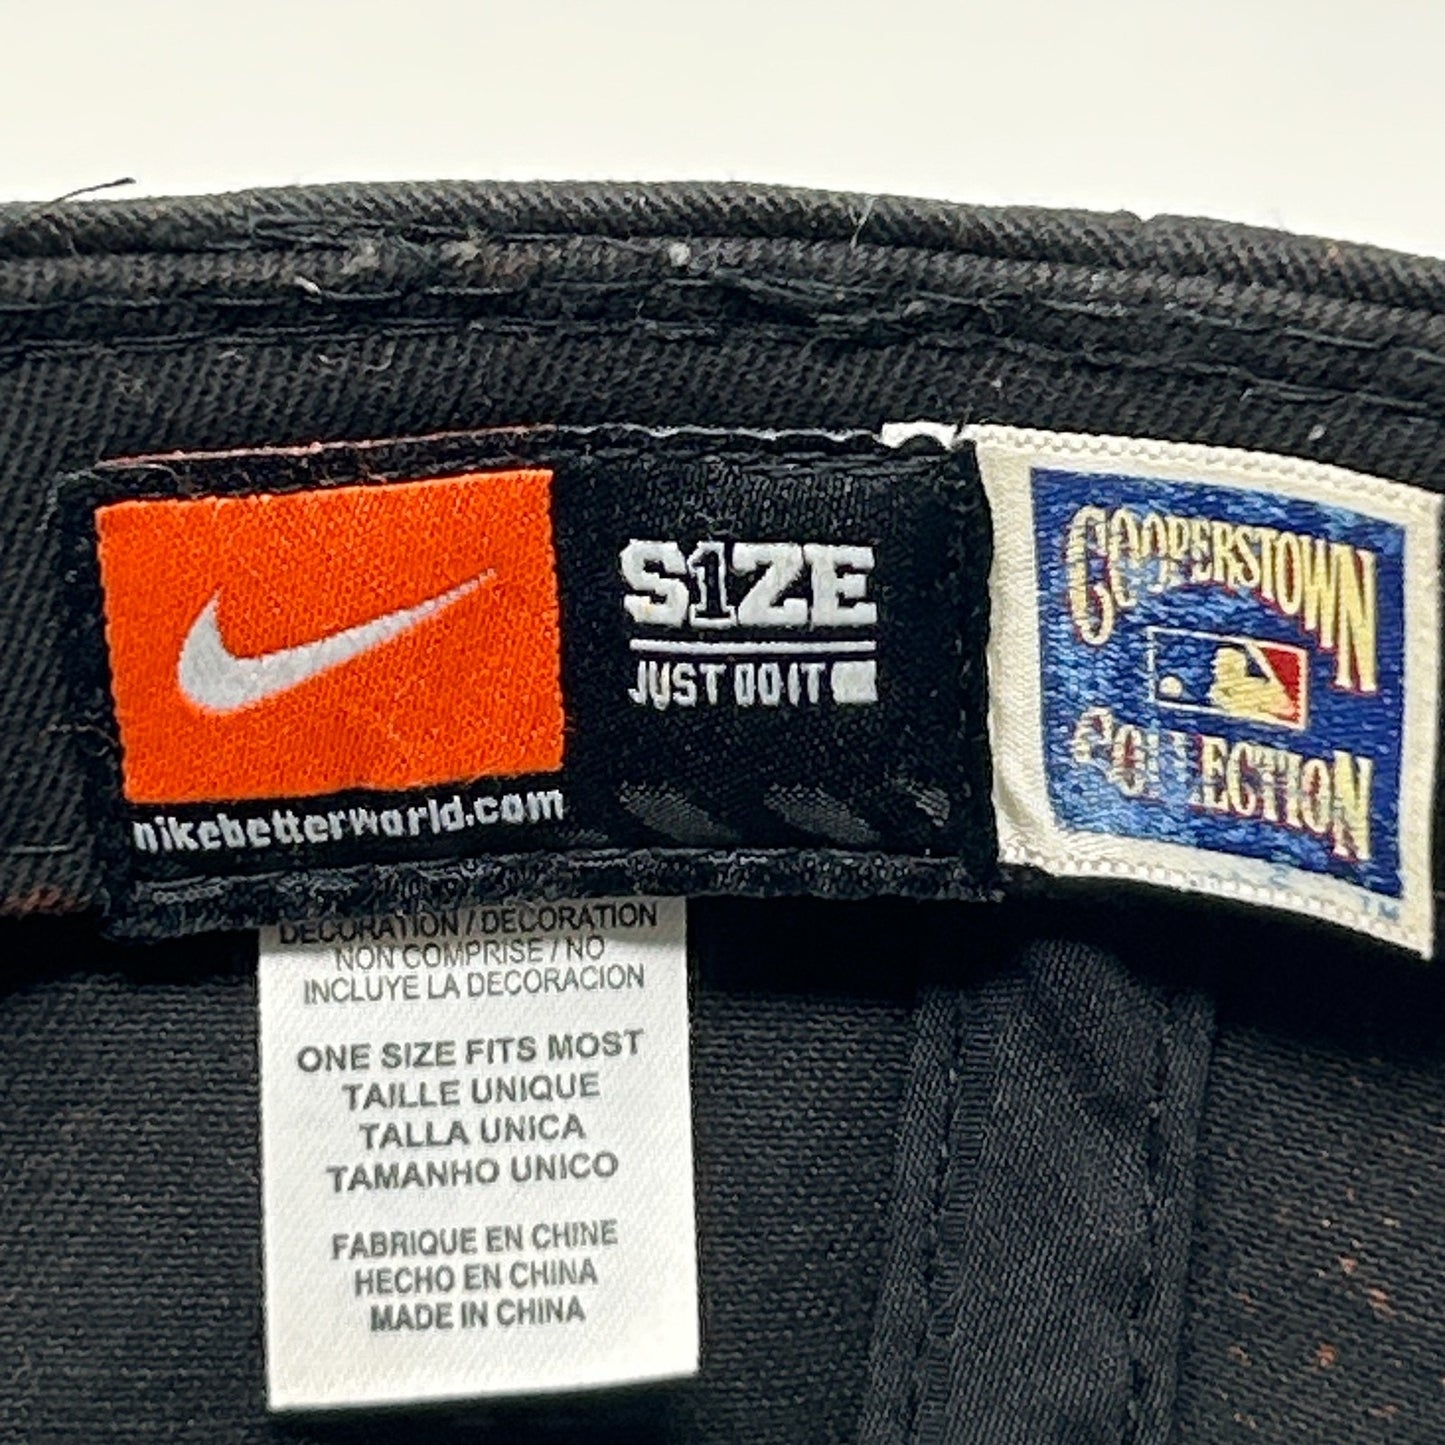 S1ZE
JUST DO IT
nikebetterworld.com
COOPERSTOWN
COLLECTION
TM
DECORATION / DECORATION
NON COMPRISE / NO
INCLUYE LA DECORACION
ONE SIZE FITS MOST
TAILLE UNIQUE
TALLA UNICA
TAMANHO UNICO
FABRIQUE EN CHINE
HECHO EN CHINA
MADE IN CHINA